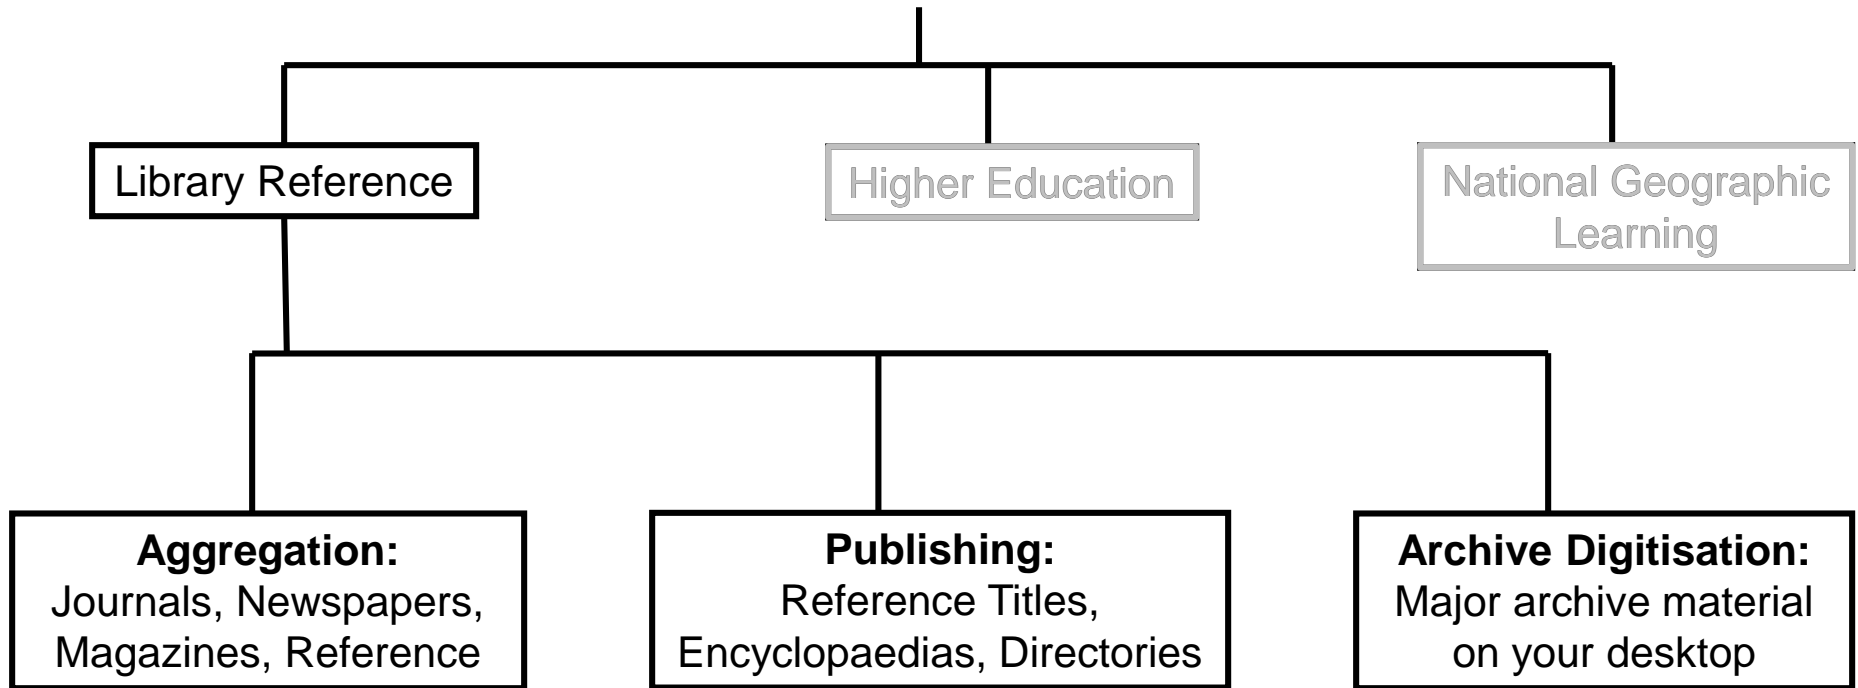 Library Reference
Higher Education
National Geographic
Learning
Aggregation:
Journals, Newspapers,
Magazines, Reference
Publishing:
Reference Titles,
Encyclopaedias, Directories
Archive Digitisation:
Major archive material
on your desktop